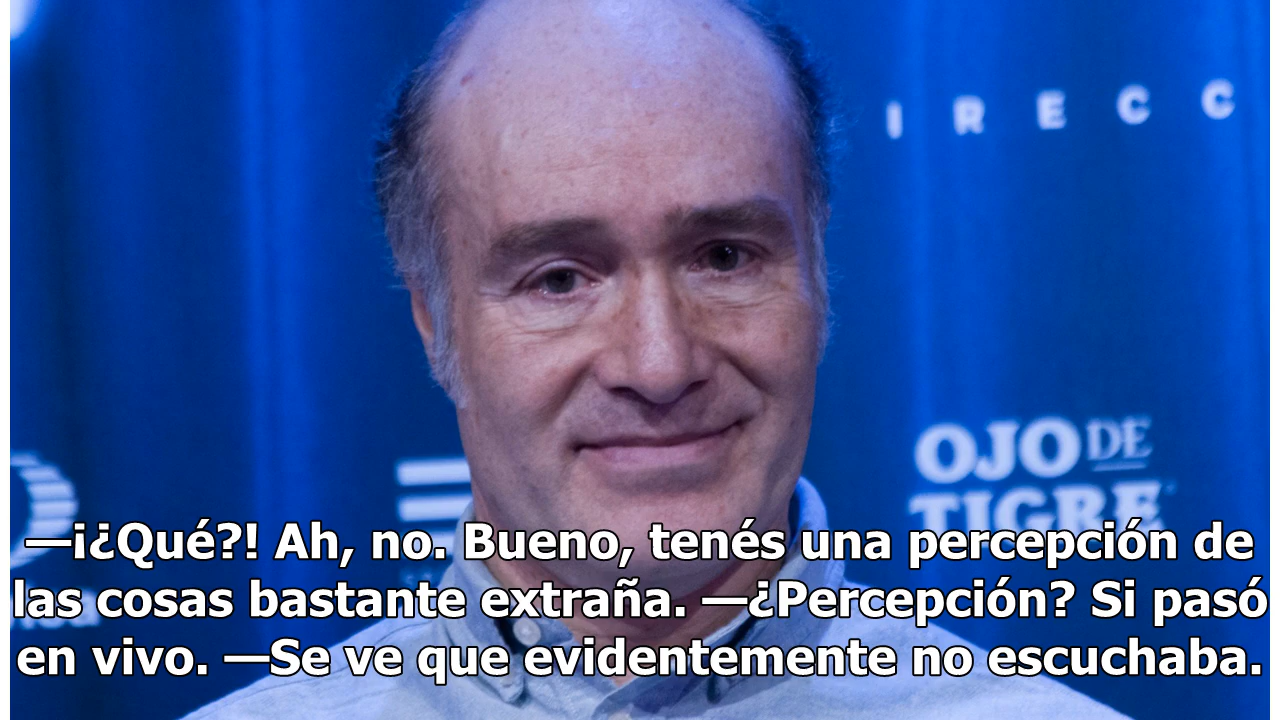 I R E C C
OJO DE
TIGRE
—¡¿Qué?! Ah, no. Bueno, tenés una percepción de
las cosas bastante extraña. —¿Percepción? Si pasó
en vivo. —Se ve que evidentemente no escuchaba.